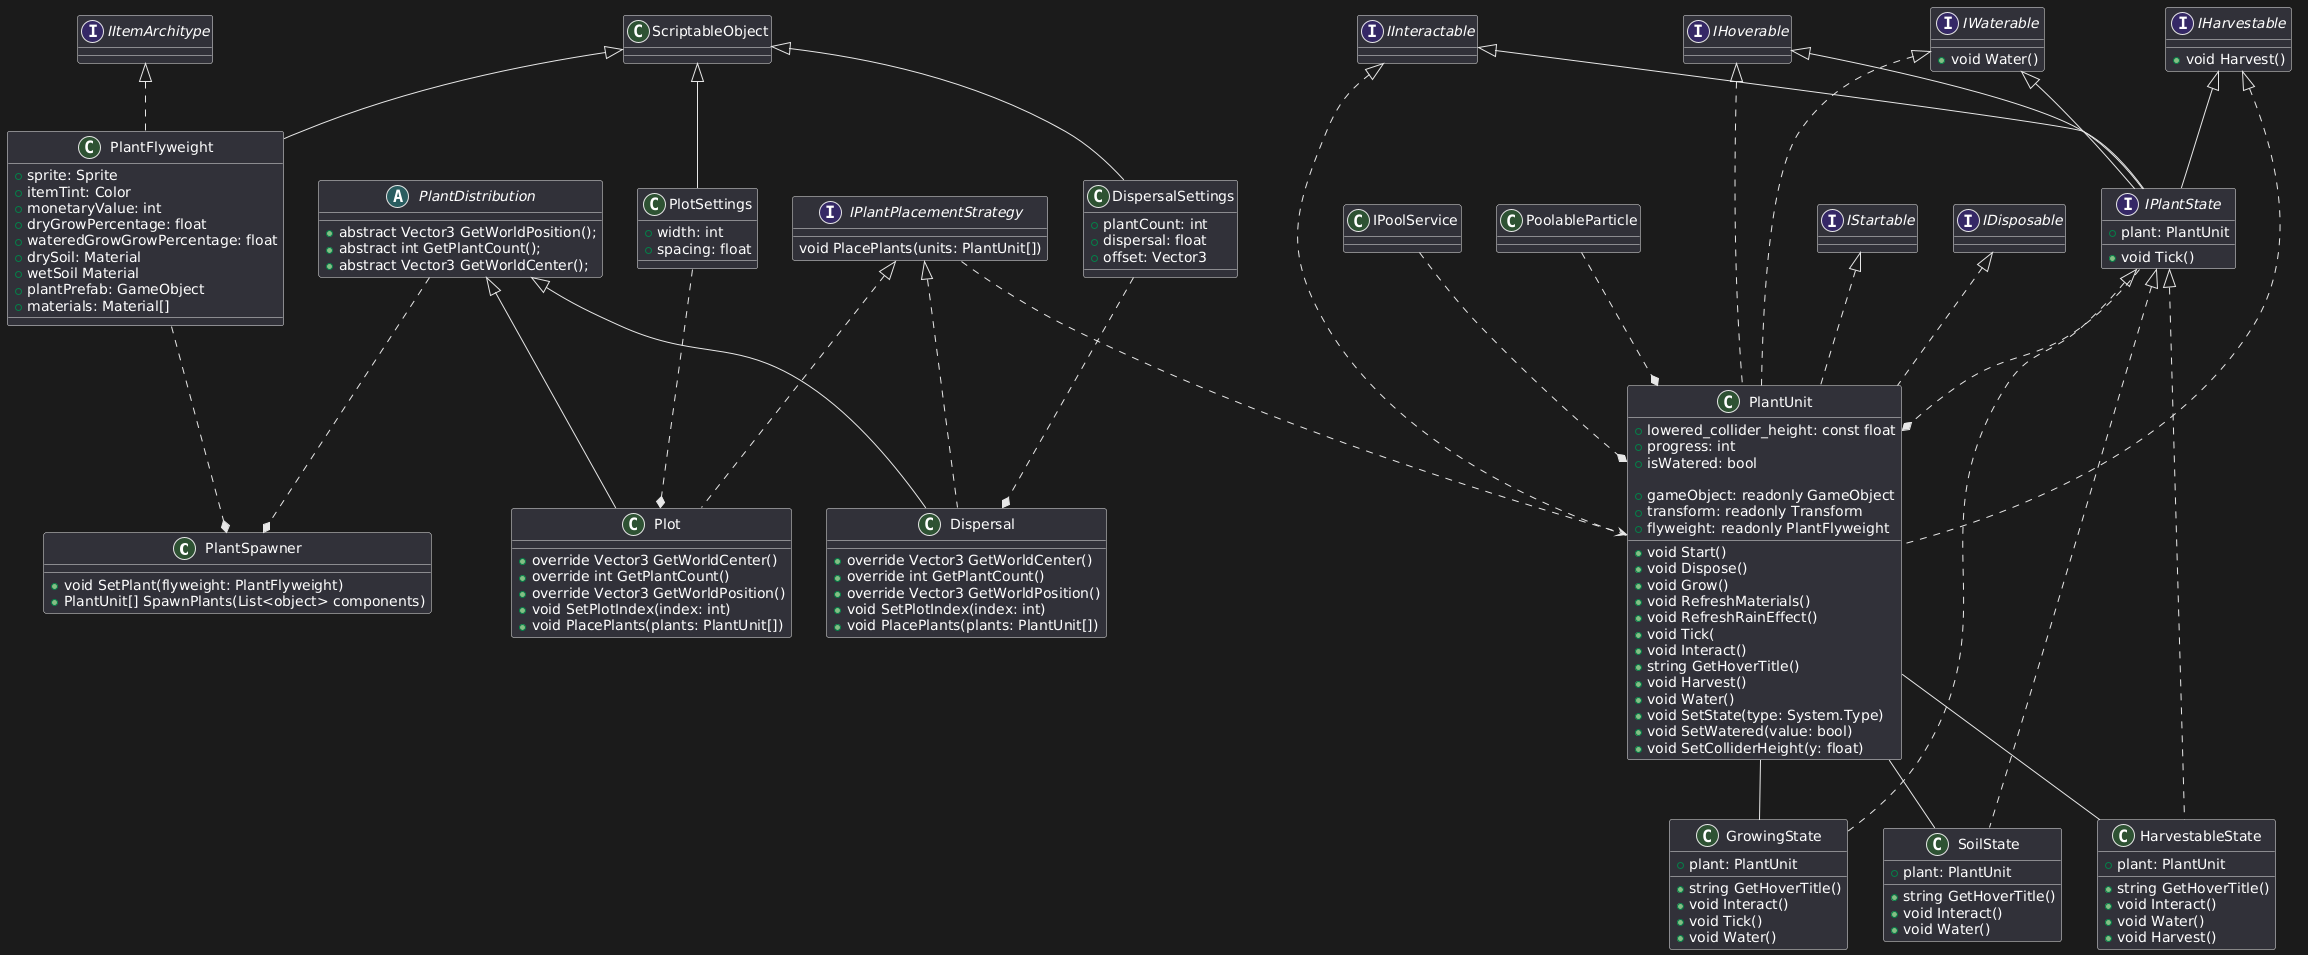 I IItemArchitype
C ScriptableObject
I IInteractable
I IHoverable
I IWaterable
void Water()
I IHarvestable
void Harvest()
C PlantFlyweight
sprite: Sprite
itemTint: Color
monetaryValue: int
dryGrowPercentage: float
wateredGrowGrowPercentage: float
drySoil: Material
wetSoil Material
plantPrefab: GameObject
materials: Material[]
A PlantDistribution
abstract Vector3 GetWorldPosition();
abstract int GetPlantCount();
abstract Vector3 GetWorldCenter();
C PlotSettings
width: int
spacing: float
I IPlantPlacementStrategy
void PlacePlants(units: PlantUnit[])
C DispersalSettings
plantCount: int
dispersal: float
offset: Vector3
C IPoolService
C PoolableParticle
I IStartable
I IDisposable
I IPlantState
plant: PlantUnit
void Tick()
C PlantSpawner
void SetPlant(flyweight: PlantFlyweight)
PlantUnit[] SpawnPlants(List<object> components)
C Plot
override Vector3 GetWorldCenter()
override int GetPlantCount()
override Vector3 GetWorldPosition()
void SetPlotIndex(index: int)
void PlacePlants(plants: PlantUnit[])
C Dispersal
override Vector3 GetWorldCenter()
override int GetPlantCount()
override Vector3 GetWorldPosition()
void SetPlotIndex(index: int)
void PlacePlants(plants: PlantUnit[])
C PlantUnit
lowered_collider_height: const float
progress: int
isWatered: bool
gameObject: readonly GameObject
transform: readonly Transform
flyweight: readonly PlantFlyweight
void Start()
void Dispose()
void Grow()
void RefreshMaterials()
void RefreshRainEffect()
void Tick(
void Interact()
string GetHoverTitle()
void Harvest()
void Water()
void SetState(type: System.Type)
void SetWatered(value: bool)
void SetColliderHeight(y: float)
C GrowingState
plant: PlantUnit
string GetHoverTitle()
void Interact()
void Tick()
void Water()
C SoilState
plant: PlantUnit
string GetHoverTitle()
void Interact()
void Water()
C HarvestableState
plant: PlantUnit
string GetHoverTitle()
void Interact()
void Water()
void Harvest()